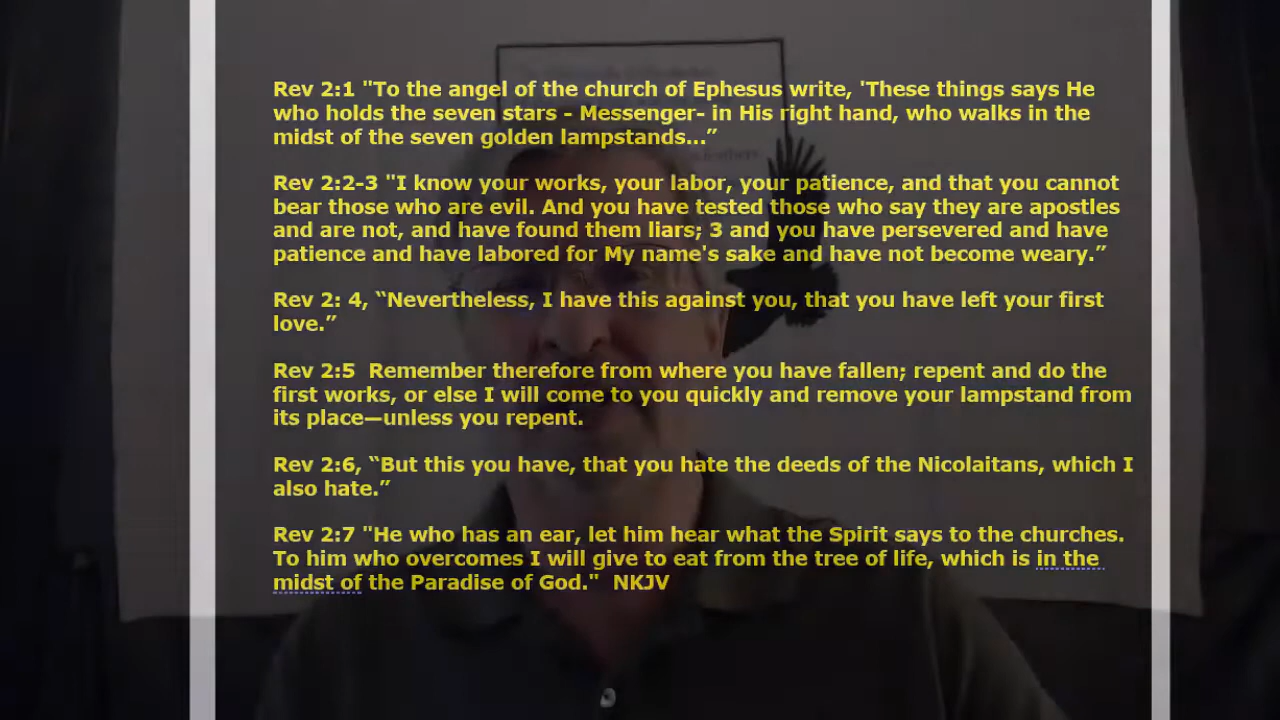 Rev 2:1 "To the angel of the church of Ephesus write, 'These things says He
who holds the seven stars - Messenger- in His right hand, who walks in the
midst of the seven golden lampstands…”
Rev 2:2-3 "I know your works, your labor, your patience, and that you cannot
bear those who are evil. And you have tested those who say they are apostles
and are not, and have found them liars; 3 and you have persevered and have
patience and have labored for My name's sake and have not become weary.”
Rev 2: 4, “Nevertheless, I have this against you, that you have left your first
love.”
Rev 2:5  Remember therefore from where you have fallen; repent and do the
first works, or else I will come to you quickly and remove your lampstand from
its place—unless you repent.
Rev 2:6, “But this you have, that you hate the deeds of the Nicolaitans, which I
also hate.”
Rev 2:7 "He who has an ear, let him hear what the Spirit says to the churches.
To him who overcomes I will give to eat from the tree of life, which is in the
midst of the Paradise of God."  NKJV